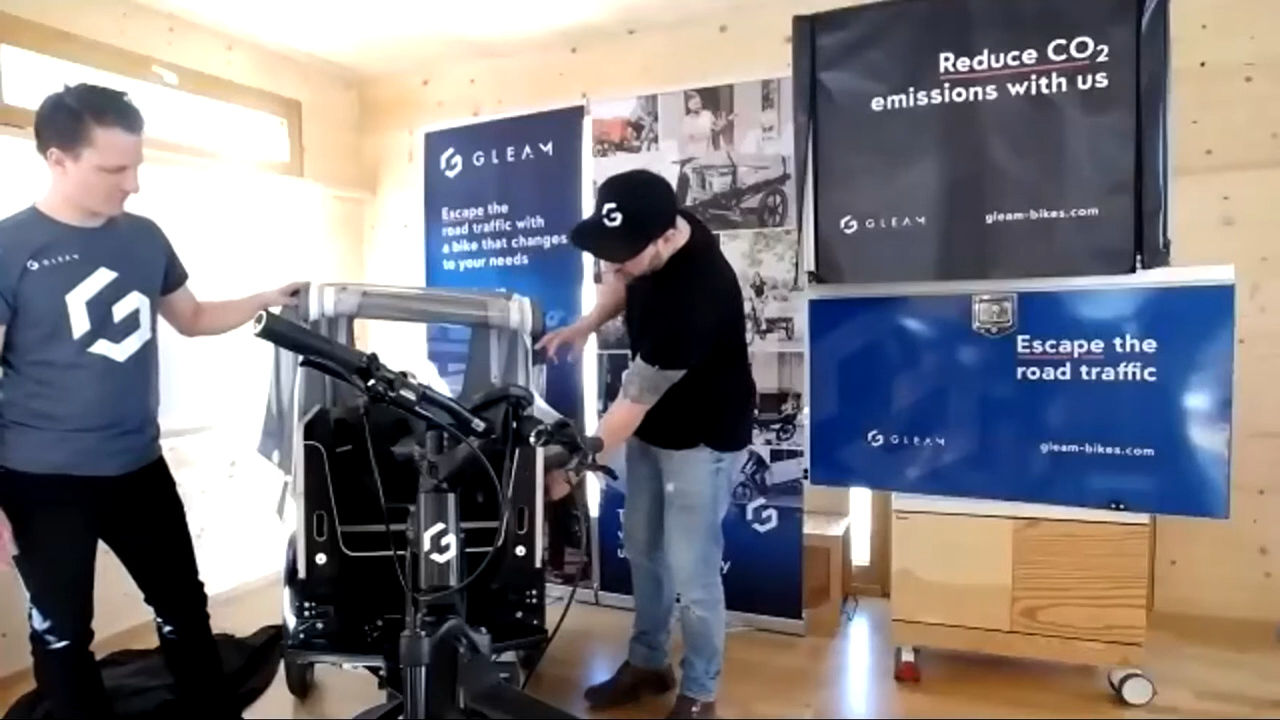 GLEAM
Escape the
road traffic with
a bike that changes
to your needs
GLEAM
Reduce CO2
emissions with us
GLEAM
gleam-bikes.com
Escape the
road traffic
GLEAM
gleam-bikes.com